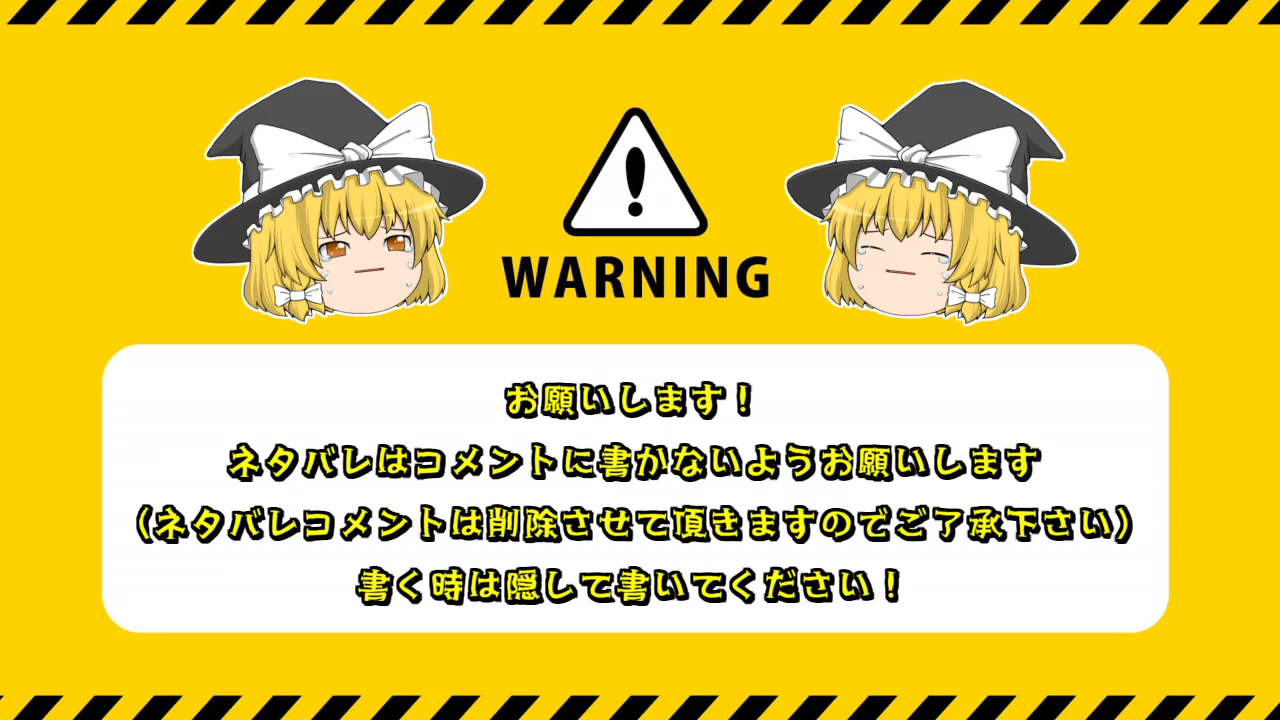 WARNING
お願いします！
ネタバレはコメントに書かないようお願いします
（ネタバレコメントは削除させて頂きますのでご了承下さい）
書く時は隠して書いてください！